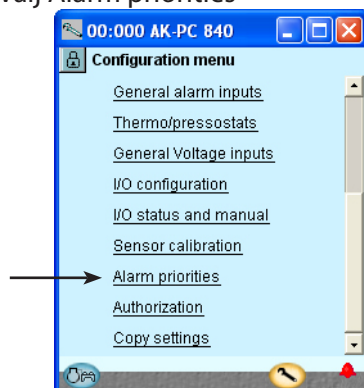 Alarm priorities
00:000 AK-PC 840
Configuration menu
General alarm inputs
Thermo/pressostats
General Voltage inputs
I/O configuration
I/O status and manual
Sensor calibration
Alarm priorities
Authorization
Copy settings